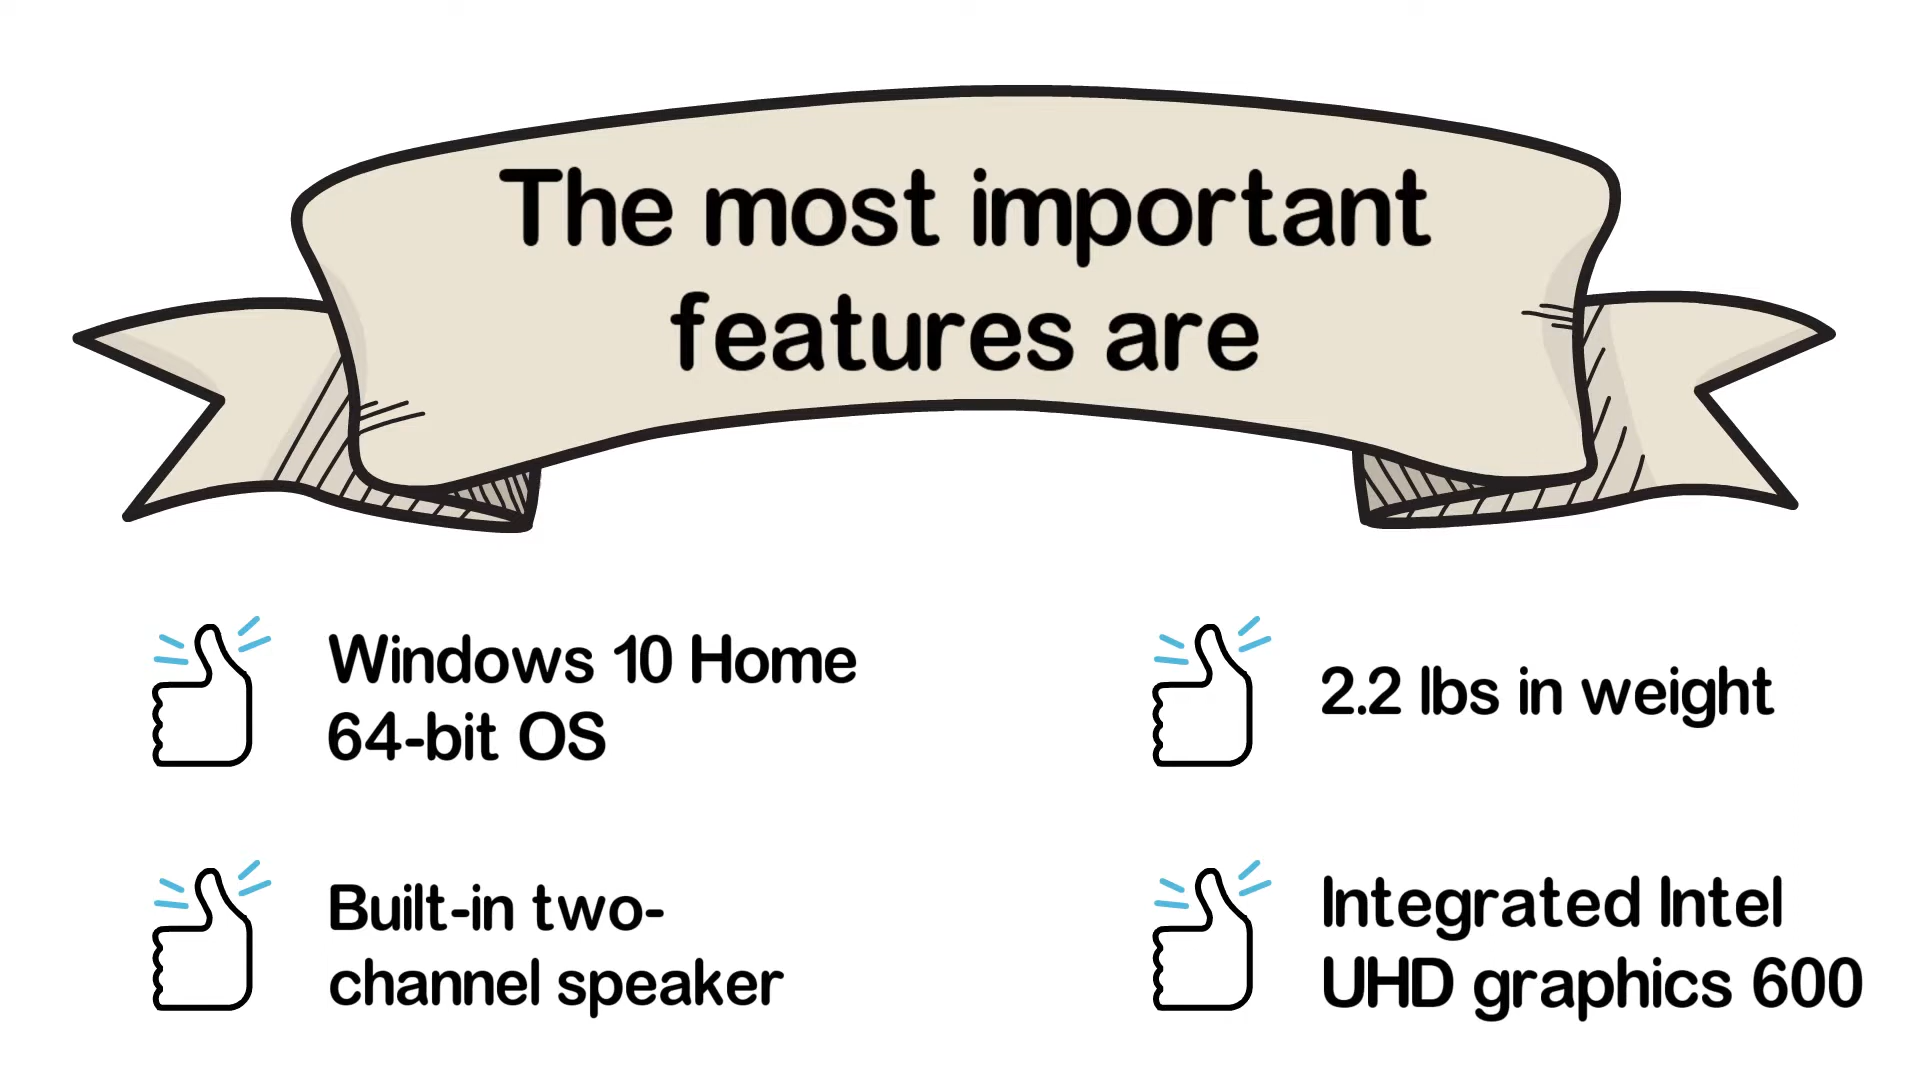 The most important
features are
Windows 10 Home
64-bit OS
2.2 lbs in weight
Built-in two-
channel speaker
Integrated Intel
UHD graphics 600